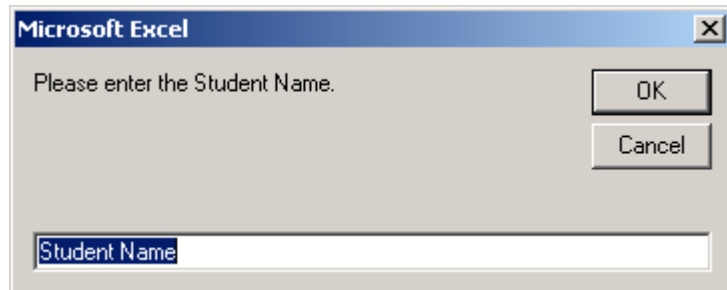 Microsoft Excel
Please enter the Student Name.
OK
Cancel
Student Name